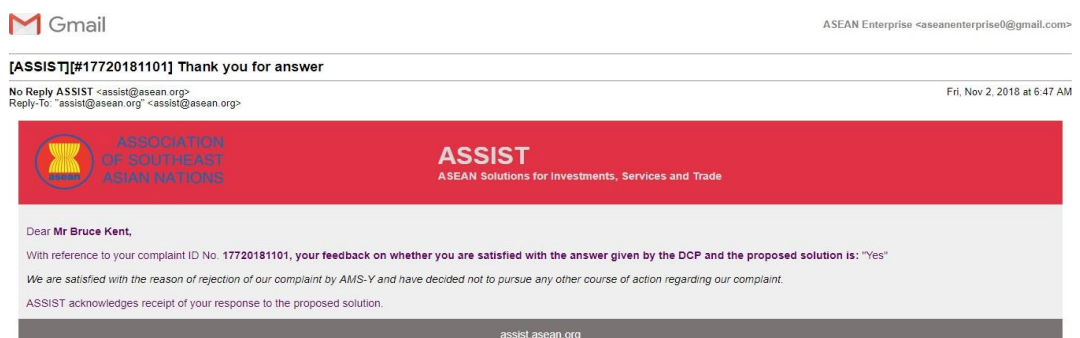 Gmail
ASEAN Enterprise <aseanenterprise0@gmail.com>
[ASSIST][#17720181101] Thank you for answer
No Reply ASSIST <assist@asean.org>
Fri, Nov 2, 2018 at 6:47 AM
Reply-To: "assist@asean.org" <assist@asean.org>
asean
ASSOCIATION
OF SOUTHEAST
ASIAN NATIONS
ASSIST
ASEAN Solutions for Investments, Services and Trade
Dear Mr Bruce Kent,
With reference to your complaint ID No. 17720181101, your feedback on whether you are satisfied with the answer given by the DCP and the proposed solution is: "Yes"
We are satisfied with the reason of rejection of our complaint by AMS-Y and have decided not to pursue any other course of action regarding our complaint.
ASSIST acknowledges receipt of your response to the proposed solution.
assist.asean.org